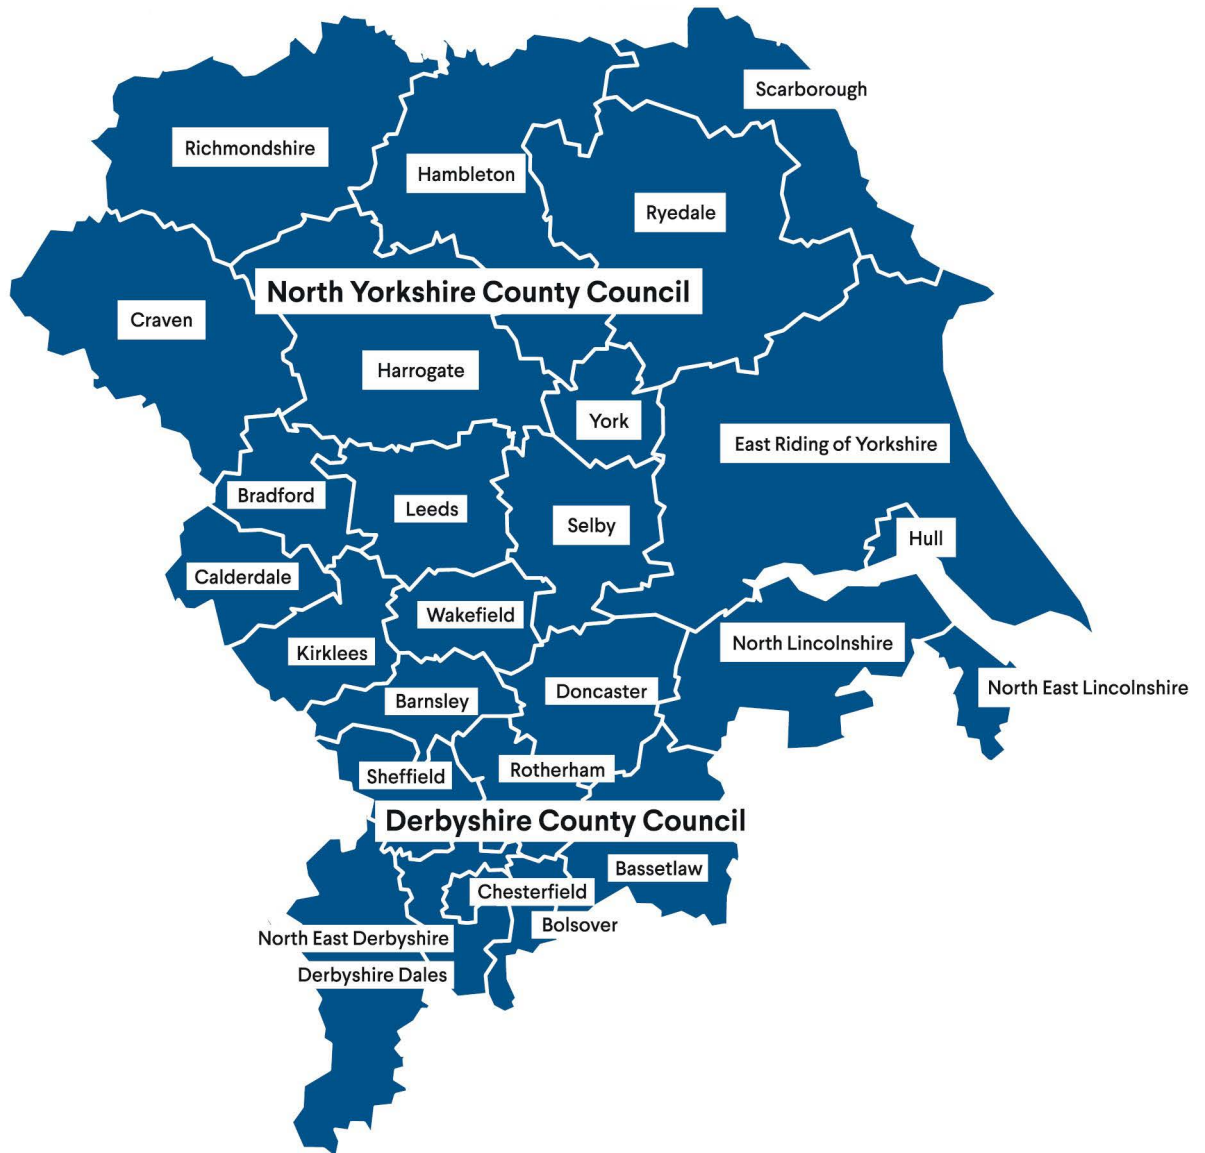 Scarborough
Richmondshire
Hambleton
Ryedale
North Yorkshire County Council
Craven
Harrogate
York
East Riding of Yorkshire
Bradford
Leeds
Selby
Hull
Calderdale
Wakefield
North Lincolnshire
Kirklees
North East Lincolnshire
Barnsley
Doncaster
Sheffield
Rotherham
Derbyshire County Council
Bassetlaw
Chesterfield
Bolsover
North East Derbyshire
Derbyshire Dales